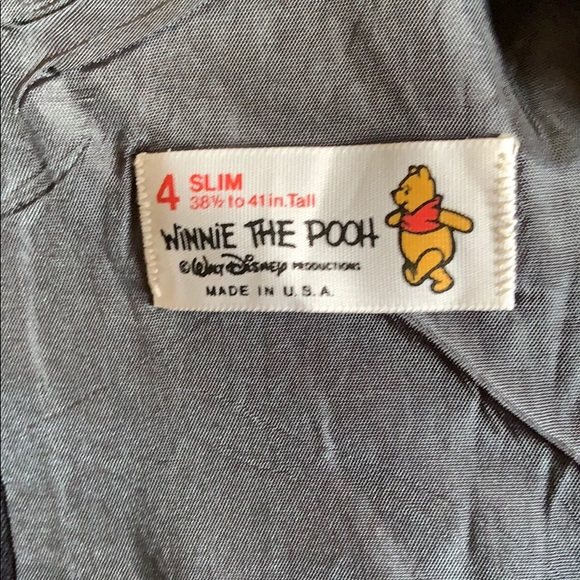 4 SLIM
38½ to 41 in. Tall
WINNIE THE POOH
© WALT DISNEY PRODUCTIONS
MADE IN U.S.A.